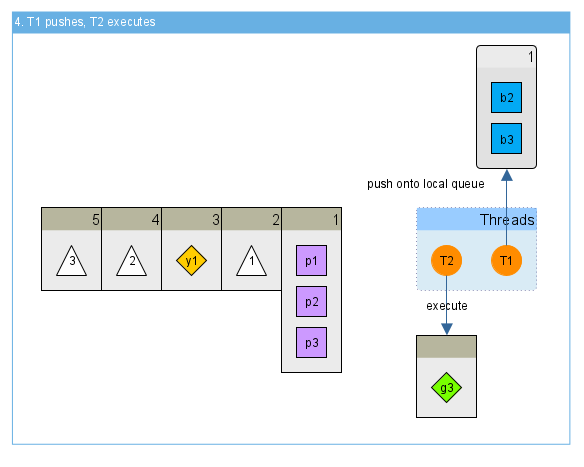 4. T1 pushes, T2 executes
1
b2
b3
push onto local queue
5 4 3 2 1
Threads
3 2 y1 1 p1
T2 T1
p2
execute
p3
g3